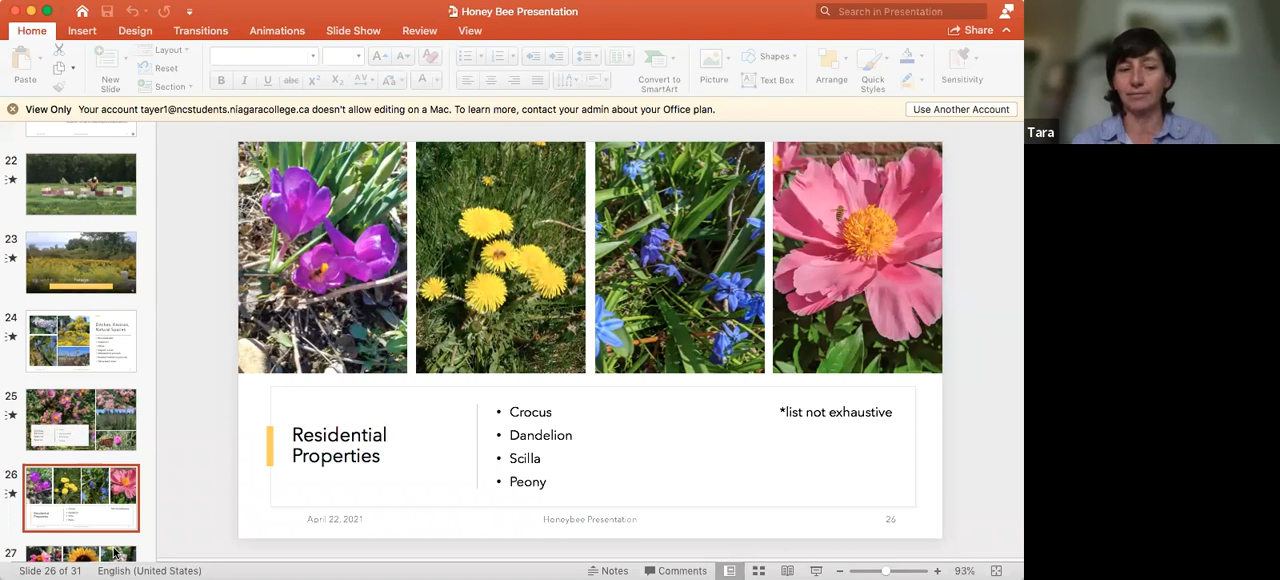 Honey Bee Presentation
Search in Presentation
Home Insert Design Transitions Animations Slide Show Review View
Share
Paste
New
Slide
Layout
Reset
Section
Convert to
SmartArt
Picture
Shapes
Text Box
Arrange
Quick
Styles
Sensitivity
View Only Your account tayer1@ncstudents.niagaracollege.ca doesn't allow editing on a Mac. To learn more, contact your admin about your Office plan.
Use Another Account
Tara
22
23
24
25
26
27
Residential
Properties
• Crocus
• Dandelion
• Scilla
• Peony
*list not exhaustive
April 22, 2021
Honeybee Presentation
26
Slide 26 of 31
English (United States)
Notes
Comments
93%